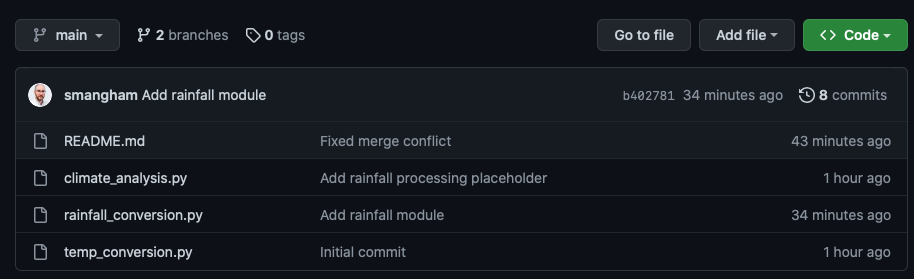 main 2 branches 0 tags Go to file Add file Code
smangham Add rainfall module b402781 34 minutes ago 8 commits
README.md Fixed merge conflict 43 minutes ago
climate_analysis.py Add rainfall processing placeholder 1 hour ago
rainfall_conversion.py Add rainfall module 34 minutes ago
temp_conversion.py Initial commit 1 hour ago